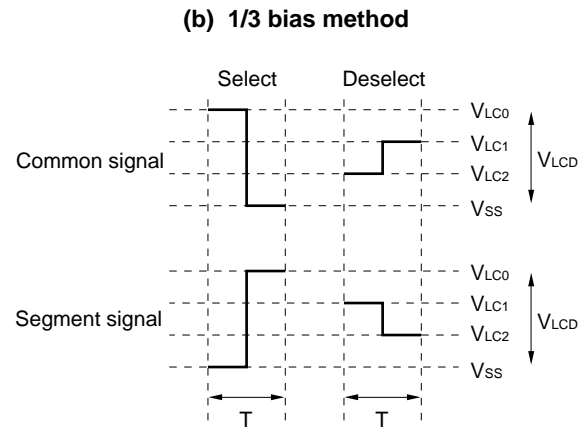 (b) 1/3 bias method
Select Deselect
Common signal
VLC0
VLC1
VLC2
VSS
VLCD
Segment signal
VLC0
VLC1
VLC2
VSS
VLCD
T T